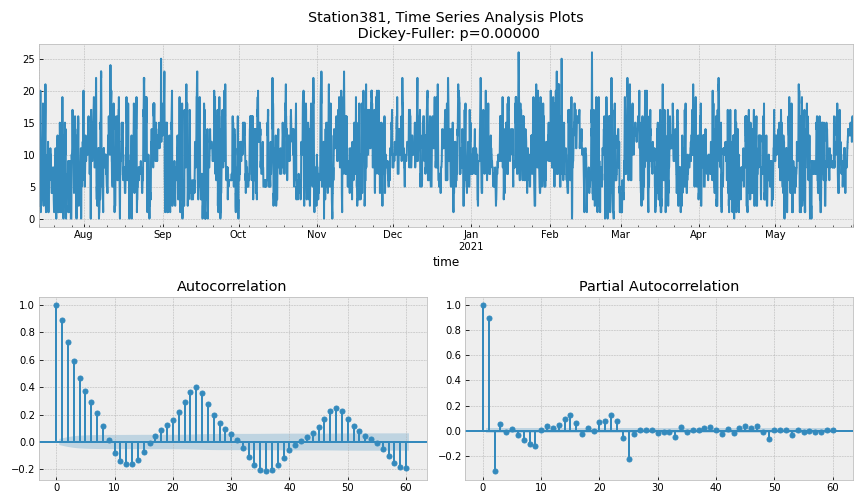 Station381, Time Series Analysis Plots
Dickey-Fuller: p=0.00000
25
20
15
10
5
0
Aug Sep Oct Nov Dec Jan Feb Mar Apr May
2021
time
Autocorrelation Partial Autocorrelation
1.0 1.0
0.8 0.8
0.6 0.6
0.4 0.4
0.2 0.2
0.0 0.0
−0.2 −0.2
0 10 20 30 40 50 60 0 10 20 30 40 50 60